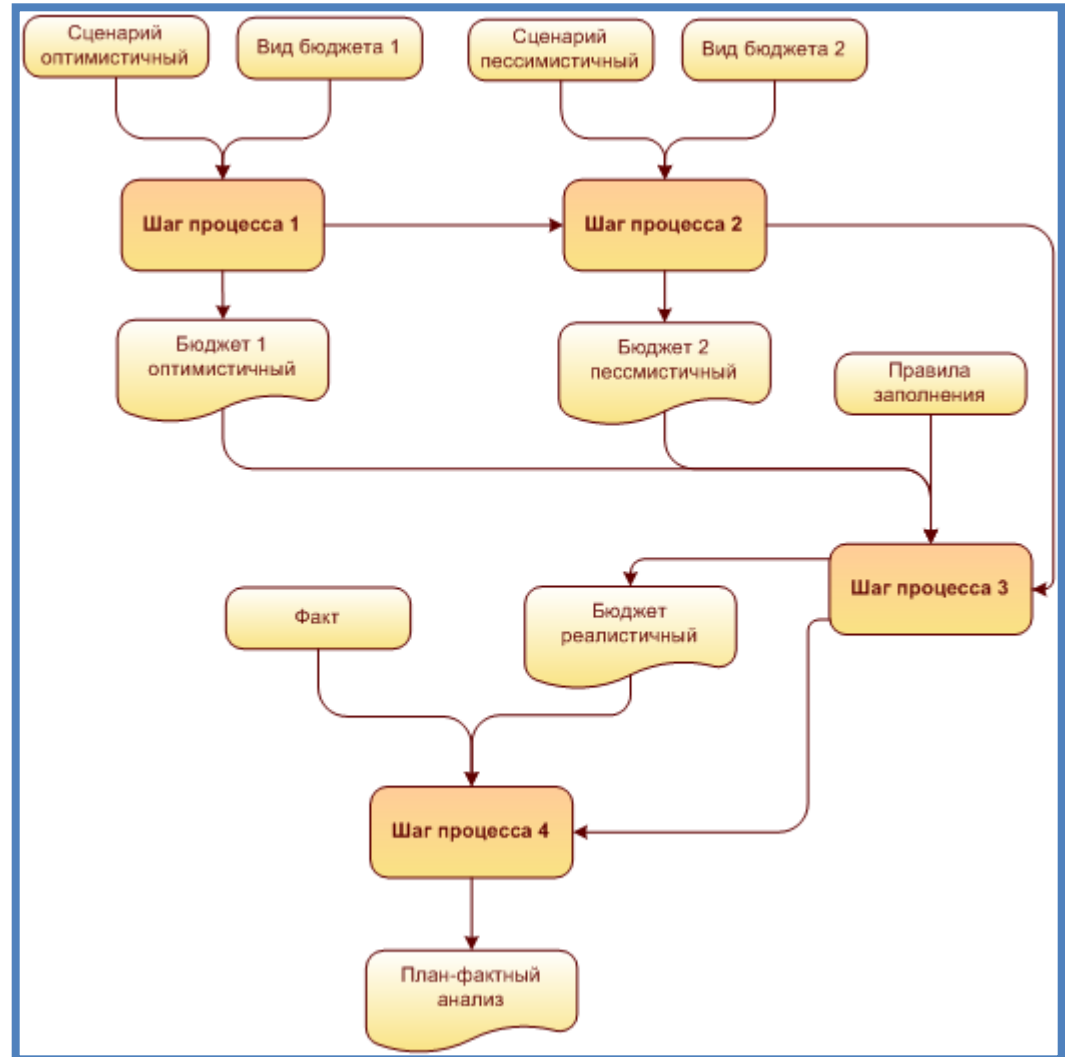 Сценарий
оптимистичный
Вид бюджета 1
Сценарий
пессимистичный
Вид бюджета 2
Шаг процесса 1
Шаг процесса 2
Бюджет 1
оптимистичный
Бюджет 2
пессмистичный
Правила
заполнения
Шаг процесса 3
Факт
Бюджет
реалистичный
Шаг процесса 4
План-фактный
анализ